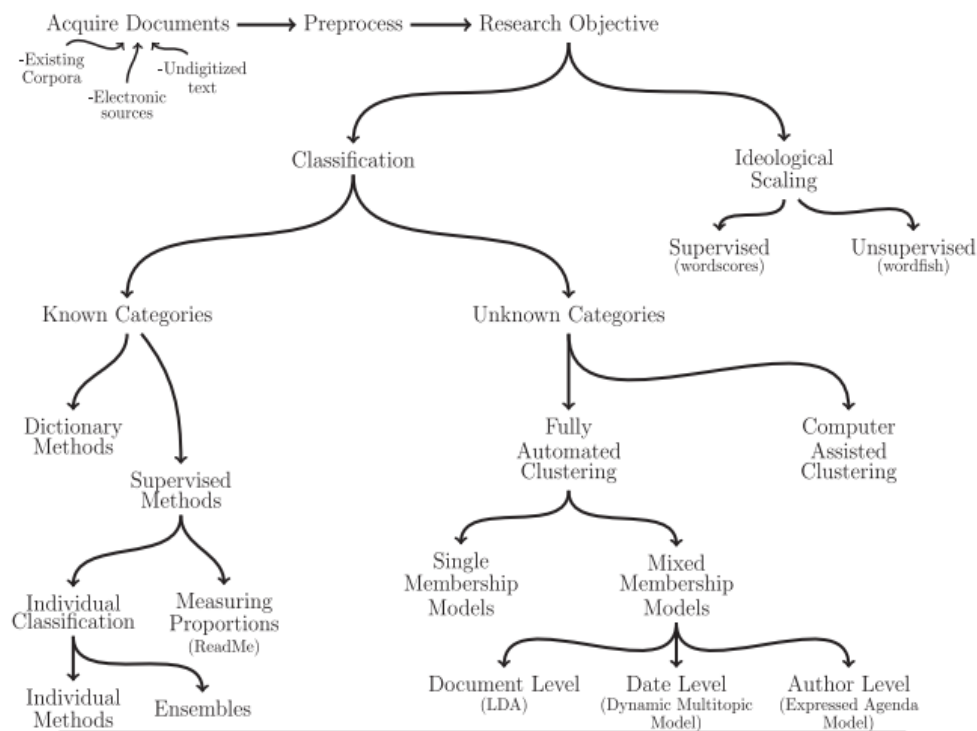 Acquire Documents
Preprocess
Research Objective
-Existing
Corpora
-Electronic
sources
-Undigitized
text
Classification
Ideological
Scaling
Supervised
(wordscores)
Unsupervised
(wordfish)
Known Categories
Unknown Categories
Dictionary
Methods
Supervised
Methods
Fully
Automated
Clustering
Computer
Assisted
Clustering
Individual
Classification
Measuring
Proportions
(ReadMe)
Single
Membership
Models
Mixed
Membership
Models
Individual
Methods
Ensembles
Document Level
(LDA)
Date Level
(Dynamic Multitopic
Model)
Author Level
(Expressed Agenda
Model)